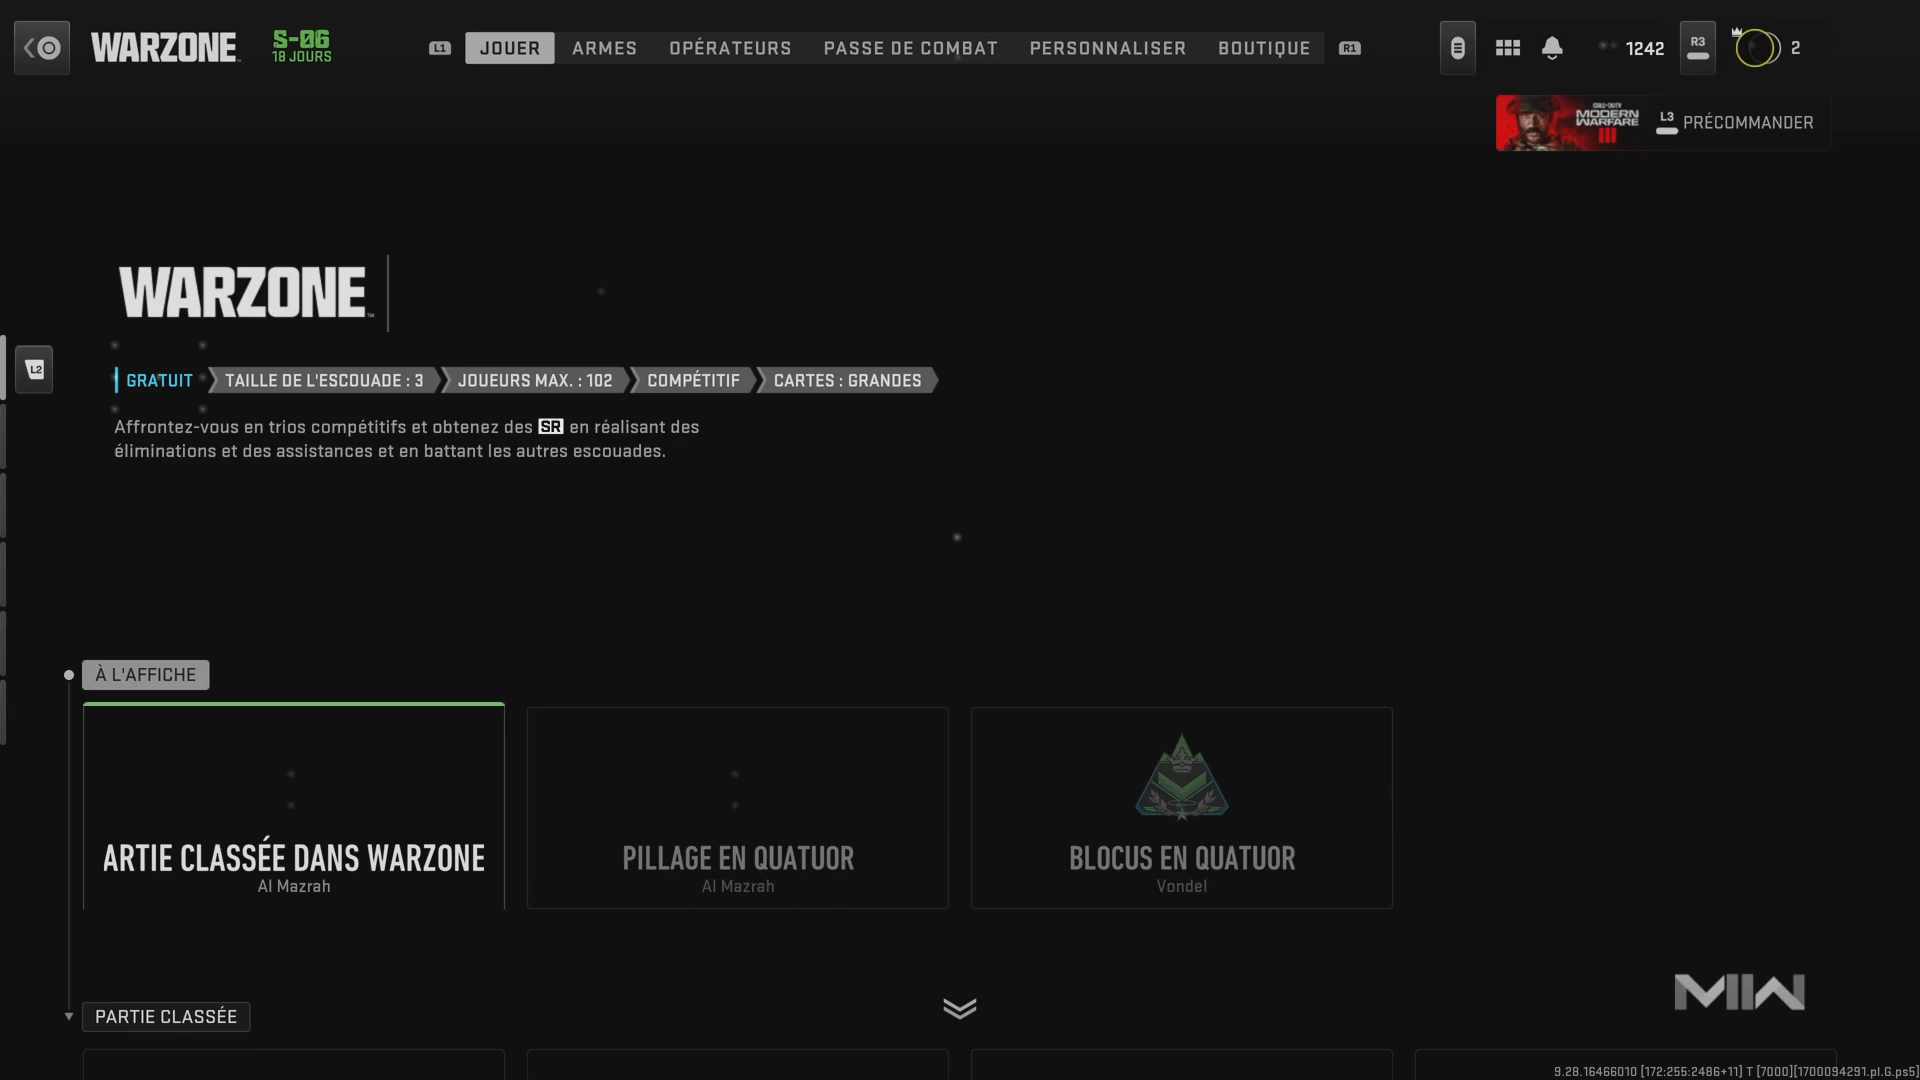 WARZONE
S-06
18 JOURS
L1
JOUER
ARMES
OPÉRATEURS
PASSE DE COMBAT
PERSONNALISER
BOUTIQUE
R1
1242
R3
2
CALL OF DUTY
MODERN
WARFARE
III
L3
PRÉCOMMANDER
WARZONE
L2
GRATUIT
TAILLE DE L'ESCOUADE : 3
JOUEURS MAX. : 102
COMPÉTITIF
CARTES : GRANDES
Affrontez-vous en trios compétitifs et obtenez des SR en réalisant des
éliminations et des assistances et en battant les autres escouades.
À L'AFFICHE
ARTIE CLASSÉE DANS WARZONE
Al Mazrah
PILLAGE EN QUATUOR
Al Mazrah
BLOCUS EN QUATUOR
Vondel
MW
PARTIE CLASSÉE
9.28.16466010 [172:255:2486+11] T [7000][1700094291.pl.G.ps5]